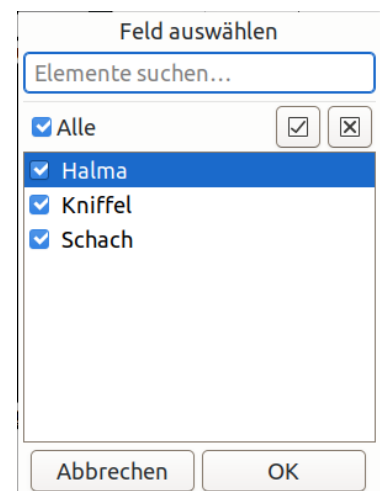 Feld auswählen
Elemente suchen...
Alle
Halma
Kniffel
Schach
Abbrechen OK